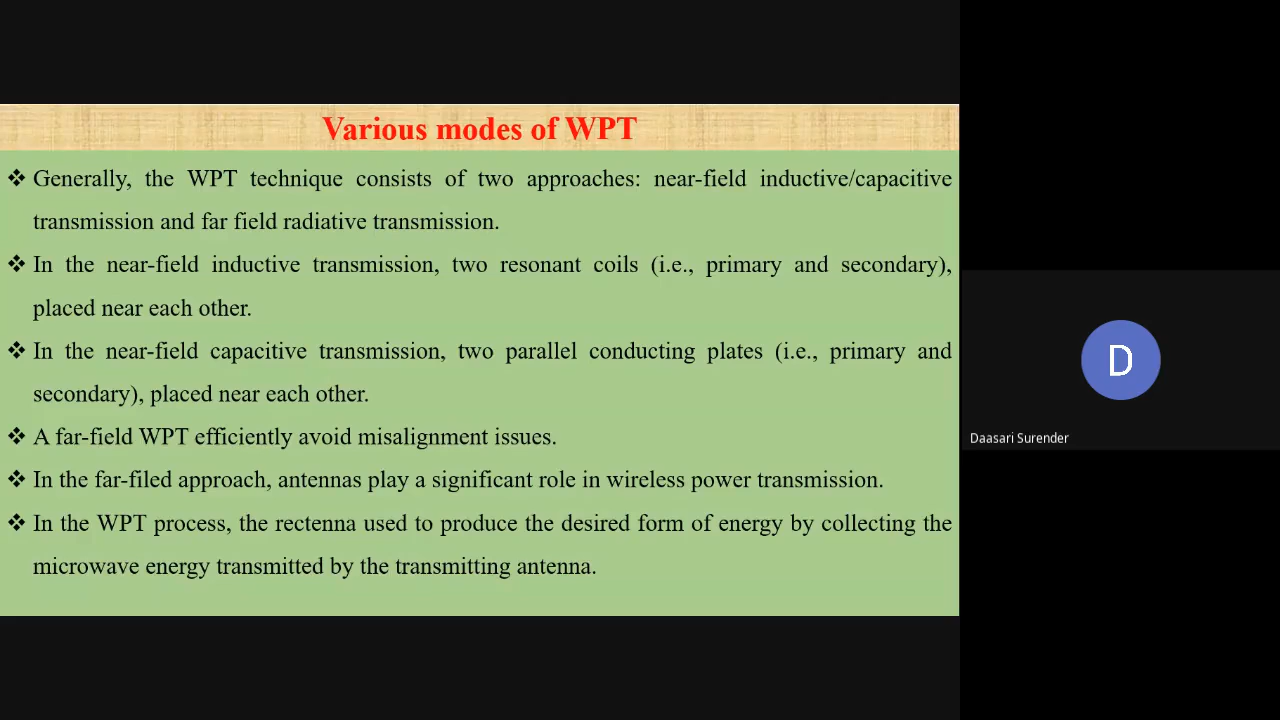 Various modes of WPT
❖ Generally, the WPT technique consists of two approaches: near-field inductive/capacitive
transmission and far field radiative transmission.
❖ In the near-field inductive transmission, two resonant coils (i.e., primary and secondary),
placed near each other.
❖ In the near-field capacitive transmission, two parallel conducting plates (i.e., primary and
secondary), placed near each other.
❖ A far-field WPT efficiently avoid misalignment issues.
❖ In the far-filed approach, antennas play a significant role in wireless power transmission.
❖ In the WPT process, the rectenna used to produce the desired form of energy by collecting the
microwave energy transmitted by the transmitting antenna.
D
Daasari Surender